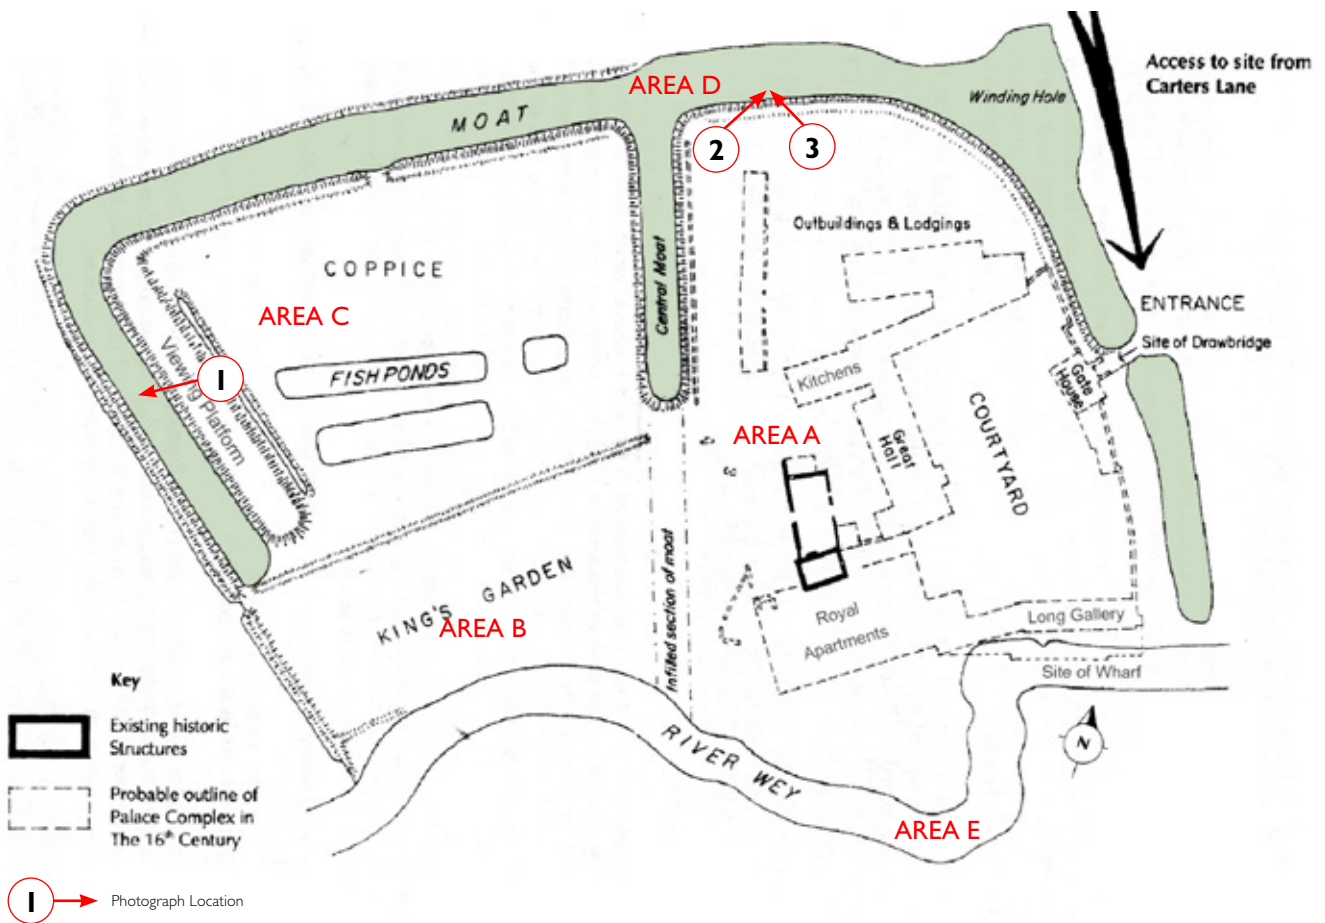 Access to site from
Carters Lane
AREA D
MOAT
Winding Hole
2
3
Outbuildings & Lodgings
COPPICE
Central Moat
ENTRANCE
AREA C
Site of Drawbridge
Viewing Platform
1
FISH PONDS
Kitchens
Gate
House
COURTYARD
AREA A
Great
Hall
KING'S GARDEN
AREA B
Infilled section of moat
Royal
Apartments
Long Gallery
Site of Wharf
RIVER WEY
N
AREA E
Key
Existing historic
Structures
Probable outline of
Palace Complex in
The 16th Century
1
Photograph Location